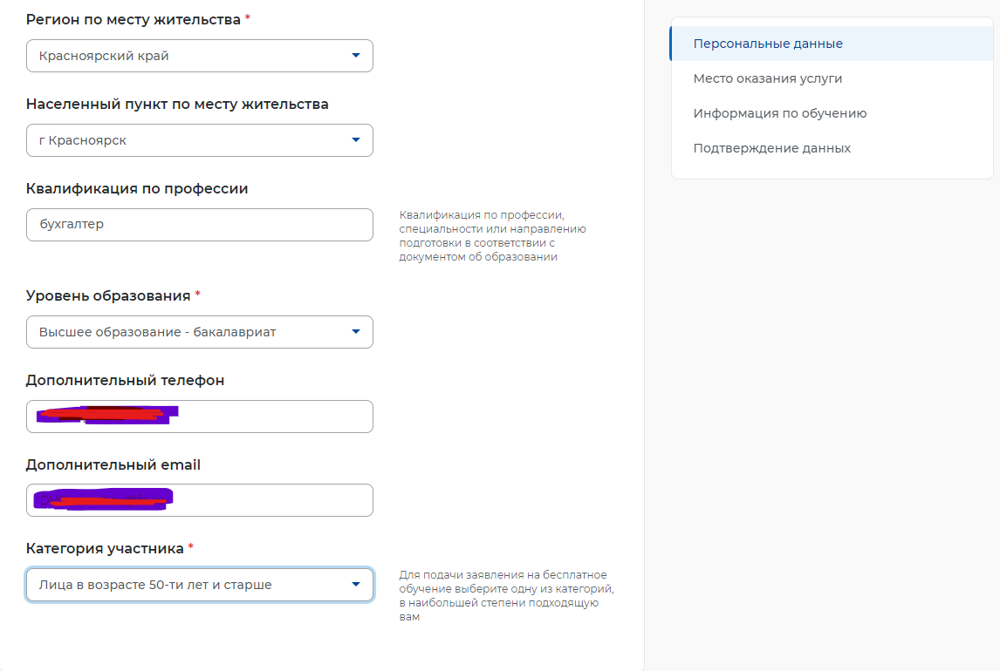 Регион по месту жительства *
Красноярский край
Населенный пункт по месту жительства
г Красноярск
Квалификация по профессии
бухгалтер
Квалификация по профессии,
специальности или направлению
подготовки в соответствии с
документом об образовании
Уровень образования *
Высшее образование - бакалавриат
Дополнительный телефон
Дополнительный email
Категория участника *
Лица в возрасте 50-ти лет и старше
Для подачи заявления на бесплатное
обучение выберите одну из категорий,
в наибольшей степени подходящую
вам
Персональные данные
Место оказания услуги
Информация по обучению
Подтверждение данных